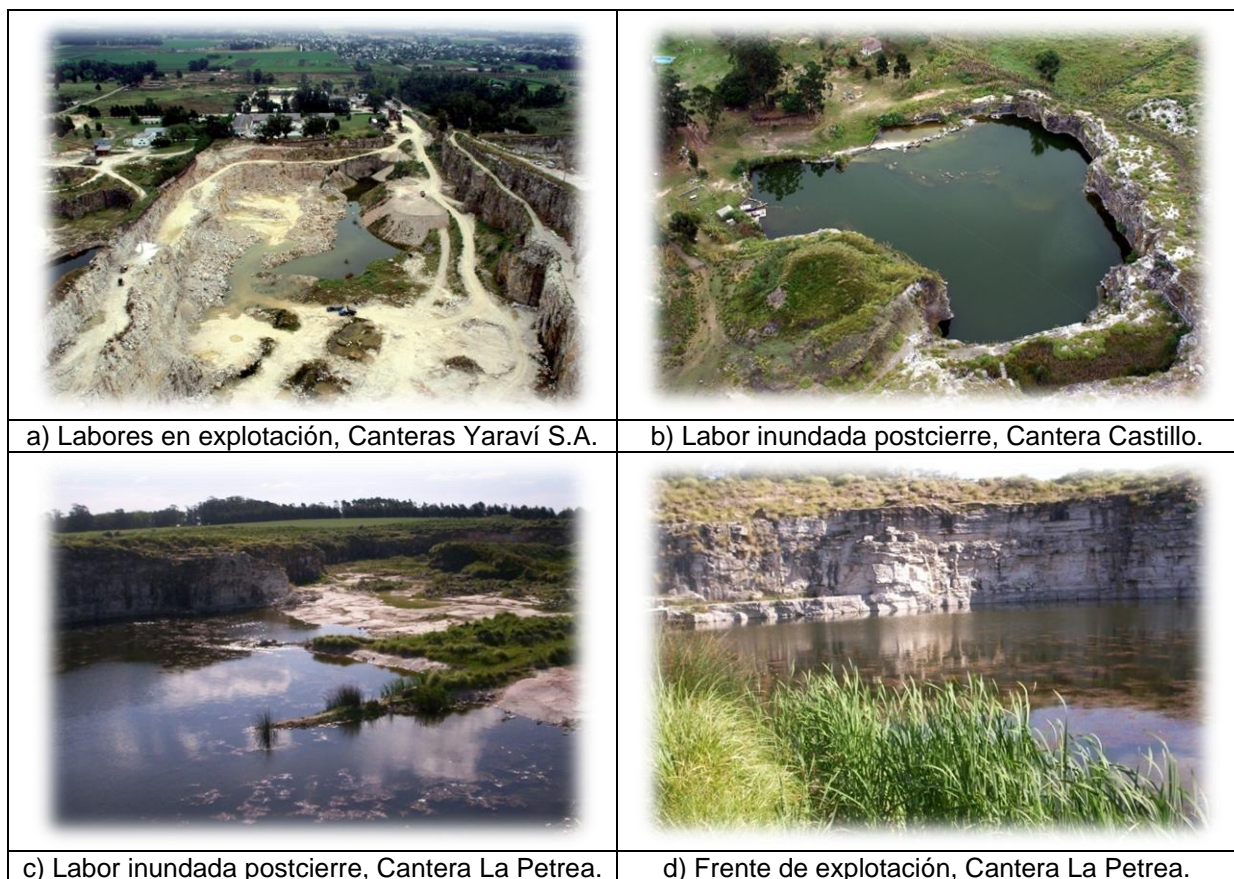 a) Labores en explotación, Canteras Yaraví S.A.
b) Labor inundada postcierre, Cantera Castillo.
c) Labor inundada postcierre, Cantera La Petrea.
d) Frente de explotación, Cantera La Petrea.